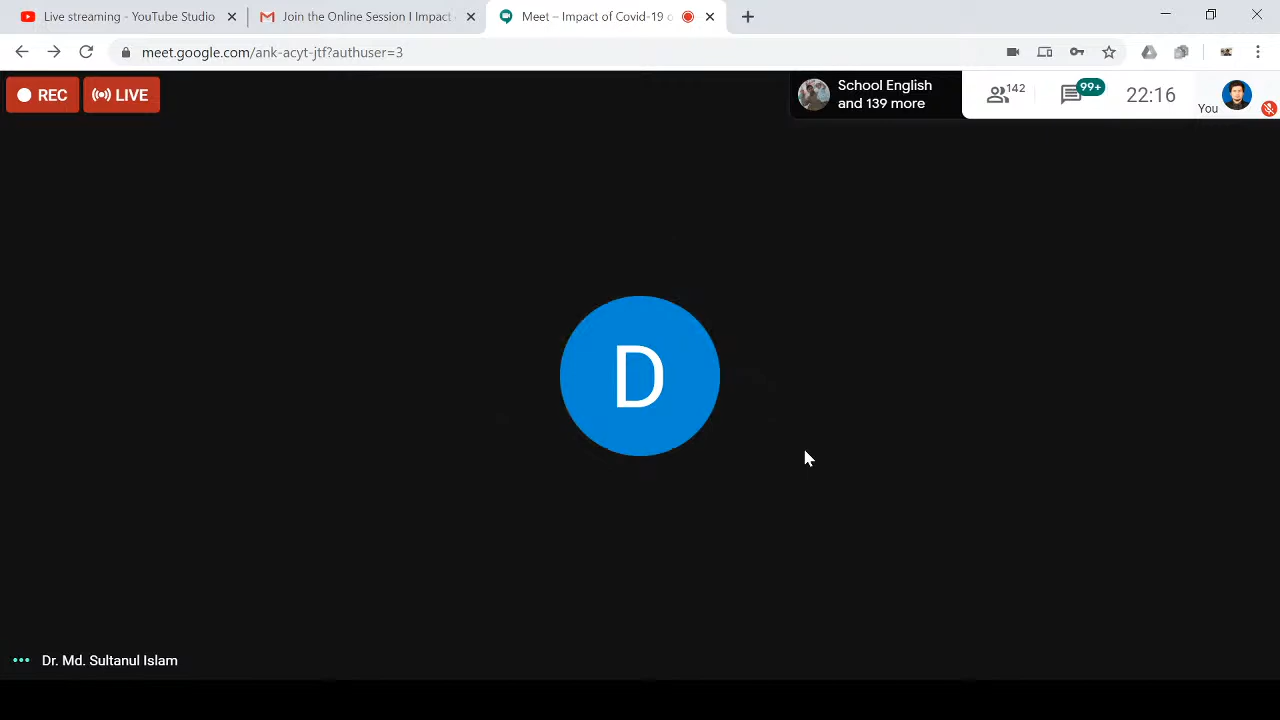 Live streaming - YouTube Studio
Join the Online Session I Impact
Meet – Impact of Covid-19 o
meet.google.com/ank-acyt-jtf?authuser=3
REC
LIVE
School English
and 139 more
142
99+
22:16
You
D
Dr. Md. Sultanul Islam